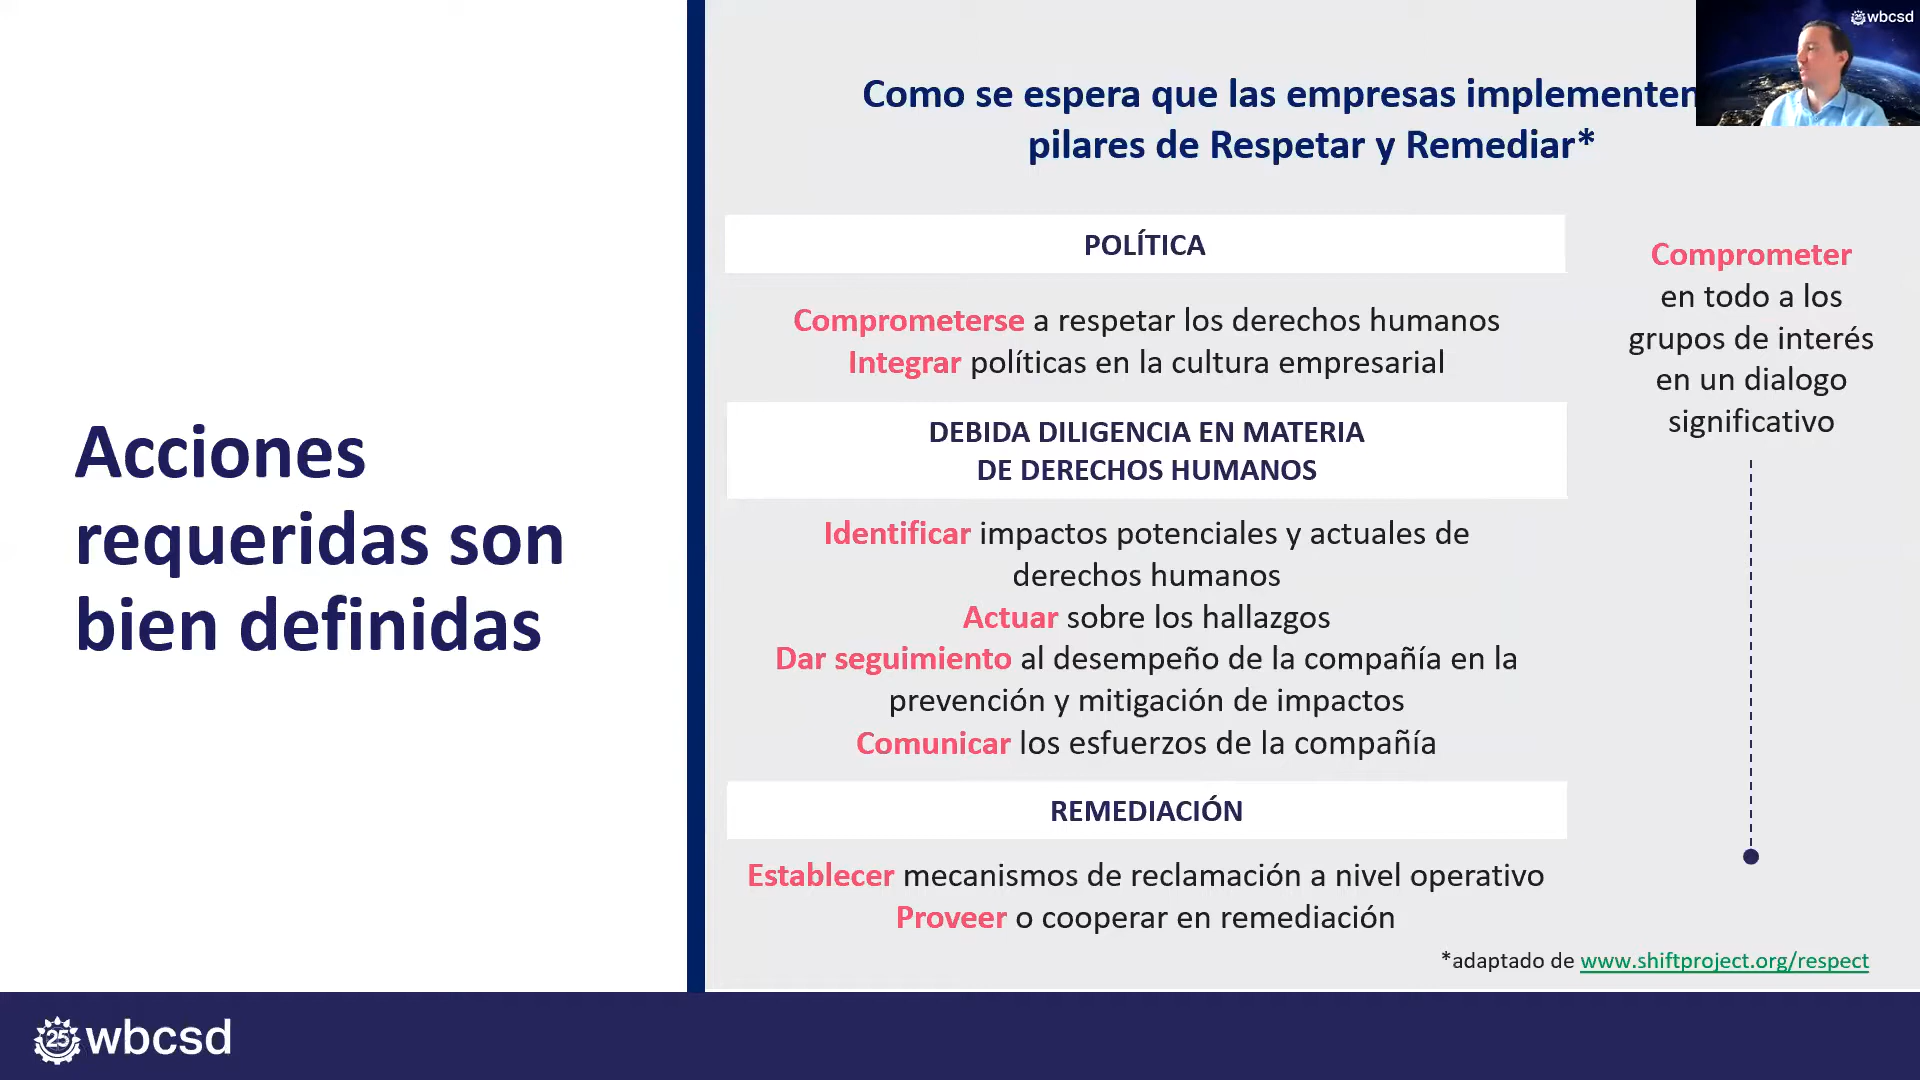 Acciones
requeridas son
bien definidas
Como se espera que las empresas implementen
pilares de Respetar y Remediar*
POLÍTICA
Comprometerse a respetar los derechos humanos
Integrar políticas en la cultura empresarial
DEBIDA DILIGENCIA EN MATERIA
DE DERECHOS HUMANOS
Identificar impactos potenciales y actuales de
derechos humanos
Actuar sobre los hallazgos
Dar seguimiento al desempeño de la compañía en la
prevención y mitigación de impactos
Comunicar los esfuerzos de la compañía
REMEDIACIÓN
Establecer mecanismos de reclamación a nivel operativo
Proveer o cooperar en remediación
Comprometer
en todo a los
grupos de interés
en un dialogo
significativo
*adaptado de www.shiftproject.org/respect
25 wbcsd
wbcsd